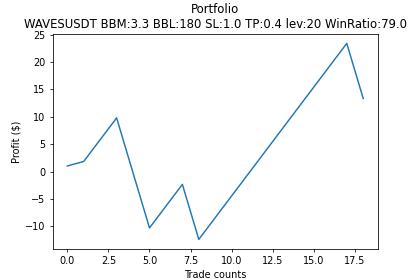 Portfolio
WAVESUSDT BBM:3.3 BBL:180 SL:1.0 TP:0.4 lev:20 WinRatio:79.0
25
20
15
10
5
0
−5
−10
Profit ($)
0.0 2.5 5.0 7.5 10.0 12.5 15.0 17.5
Trade counts